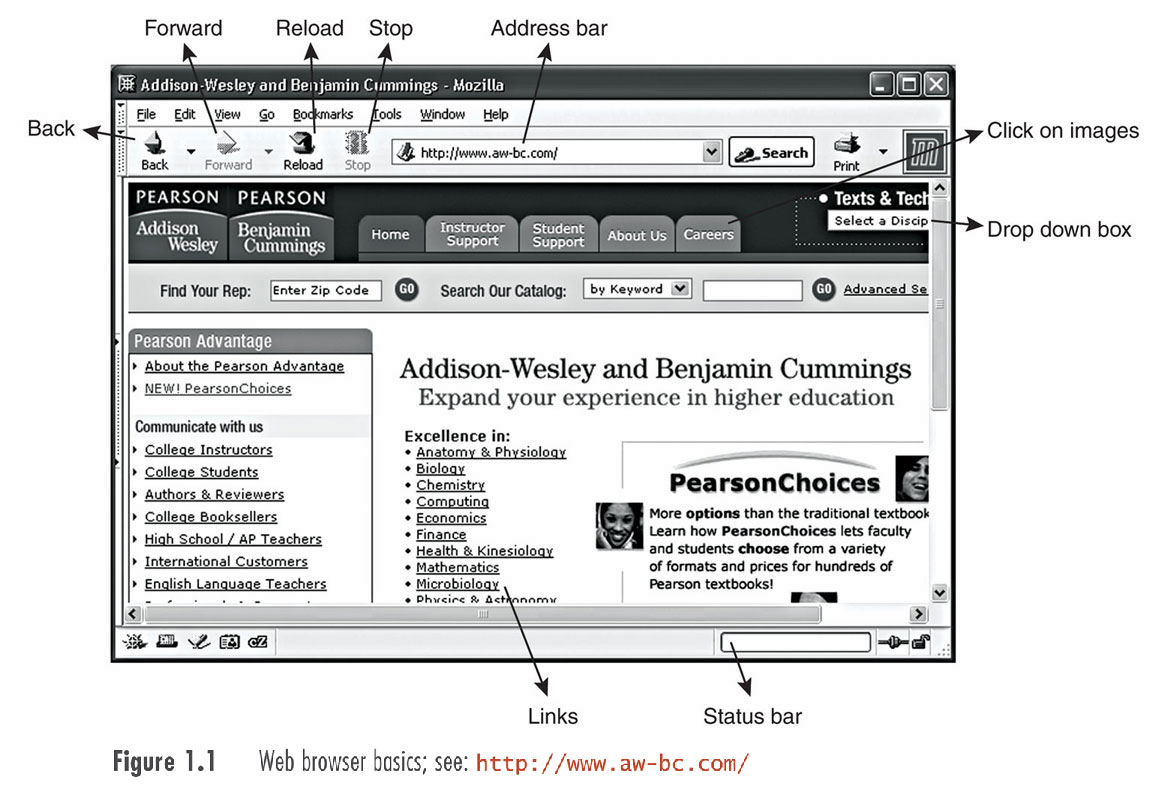 Forward Reload Stop Address bar
Addison-Wesley and Benjamin Cummings - Mozilla
File Edit View Go Bookmarks Tools Window Help
Back
Click on images
Back Forward Reload Stop http://www.aw-bc.com/ Search Print
PEARSON PEARSON
Addison Wesley
Benjamin Cummings
Home
Instructor Support
Student Support
About Us
Careers
Texts & Tech
Select a Discip
Drop down box
Find Your Rep: Enter Zip Code GO Search Our Catalog: by Keyword GO Advanced Se
Pearson Advantage
About the Pearson Advantage
NEW! PearsonChoices
Communicate with us
College Instructors
College Students
Authors & Reviewers
College Booksellers
High School / AP Teachers
International Customers
English Language Teachers
Addison-Wesley and Benjamin Cummings
Expand your experience in higher education
Excellence in:
• Anatomy & Physiology
• Biology
• Chemistry
• Computing
• Economics
• Finance
• Health & Kinesiology
• Mathematics
• Microbiology
• Physics & Astronomy
PearsonChoices
More options than the traditional textbook
Learn how PearsonChoices lets faculty
and students choose from a variety
of formats and prices for hundreds of
Pearson textbooks!
Links
Status bar
Figure 1.1 Web browser basics; see: http://www.aw-bc.com/